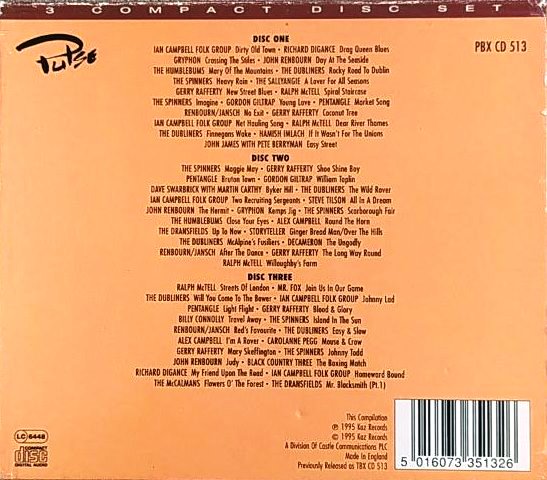 3 COMPACT DISC SET
Pulse
PBX CD 513
DISC ONE
IAN CAMPBELL FOLK GROUP Dirty Old Town • RICHARD DIGANCE Drag Queen Blues
GRYPHON Crossing The Stiles • JOHN RENBOURN Day At The Seaside
THE HUMBLEBUMS Mary Of The Mountains • THE DUBLINERS Rocky Road To Dublin
THE SPINNERS Heavy Rain • THE SALLYANGIE A Lover For All Seasons
GERRY RAFFERTY New Street Blues • RALPH McTELL Spiral Staircase
THE SPINNERS Imagine • GORDON GILTRAP Young Love • PENTANGLE Market Song
RENBOURN/JANSCH No Exit • GERRY RAFFERTY Coconut Tree
IAN CAMPBELL FOLK GROUP Net Hauling Song • RALPH McTELL Dear River Thames
THE DUBLINERS Finnegans Wake • HAMISH IMLACH If It Wasn't For The Unions
JOHN JAMES WITH PETE BERRYMAN Easy Street
DISC TWO
THE SPINNERS Maggie May • GERRY RAFFERTY Shoe Shine Boy
PENTANGLE Bruton Town • GORDON GILTRAP William Taplin
DAVE SWARBRICK WITH MARTIN CARTHY Byker Hill • THE DUBLINERS The Wild Rover
IAN CAMPBELL FOLK GROUP Two Recruiting Sergeants • STEVE TILSON All In A Dream
JOHN RENBOURN The Hermit • GRYPHON Kemps Jig • THE SPINNERS Scarborough Fair
THE HUMBLEBUMS Close Your Eyes • ALEX CAMPBELL Round The Horn
THE DRANSFIELDS Up To Now • STORYTELLER Ginger Bread Man/Over The Hills
THE DUBLINERS McAlpine's Fusiliers • DECAMERON The Ungodly
RENBOURN/JANSCH After The Dance • GERRY RAFFERTY The Long Way Round
RALPH McTELL Willoughby's Farm
DISC THREE
RALPH McTELL Streets Of London • MR. FOX Join Us In Our Game
THE DUBLINERS Will You Come To The Bower • IAN CAMPBELL FOLK GROUP Johnny Lad
PENTANGLE Light Flight • GERRY RAFFERTY Blood & Glory
BILLY CONNOLLY Travel Away • THE SPINNERS Island In The Sun
RENBOURN/JANSCH Red's Favourite • THE DUBLINERS Easy & Slow
ALEX CAMPBELL I'm A Rover • CAROLANNE PEGG Mouse & Crow
GERRY RAFFERTY Mary Skeffington • THE SPINNERS Johnny Todd
JOHN RENBOURN Judy • BLACK COUNTRY THREE The Boxing Match
RICHARD DIGANCE My Friend Upon The Road • IAN CAMPBELL FOLK GROUP Homeward Bound
THE McCALMANS Flowers O' The Forest • THE DRANSFIELDS Mr. Blacksmith (Pt.1)
This Compilation
℗ 1995 Kaz Records
© 1995 Kaz Records
A Division Of Castle Communications PLC
Made in England
Previously Released as TBX CD 513
LC 6448
COMPACT
disc
DIGITAL AUDIO
5 016073 351326